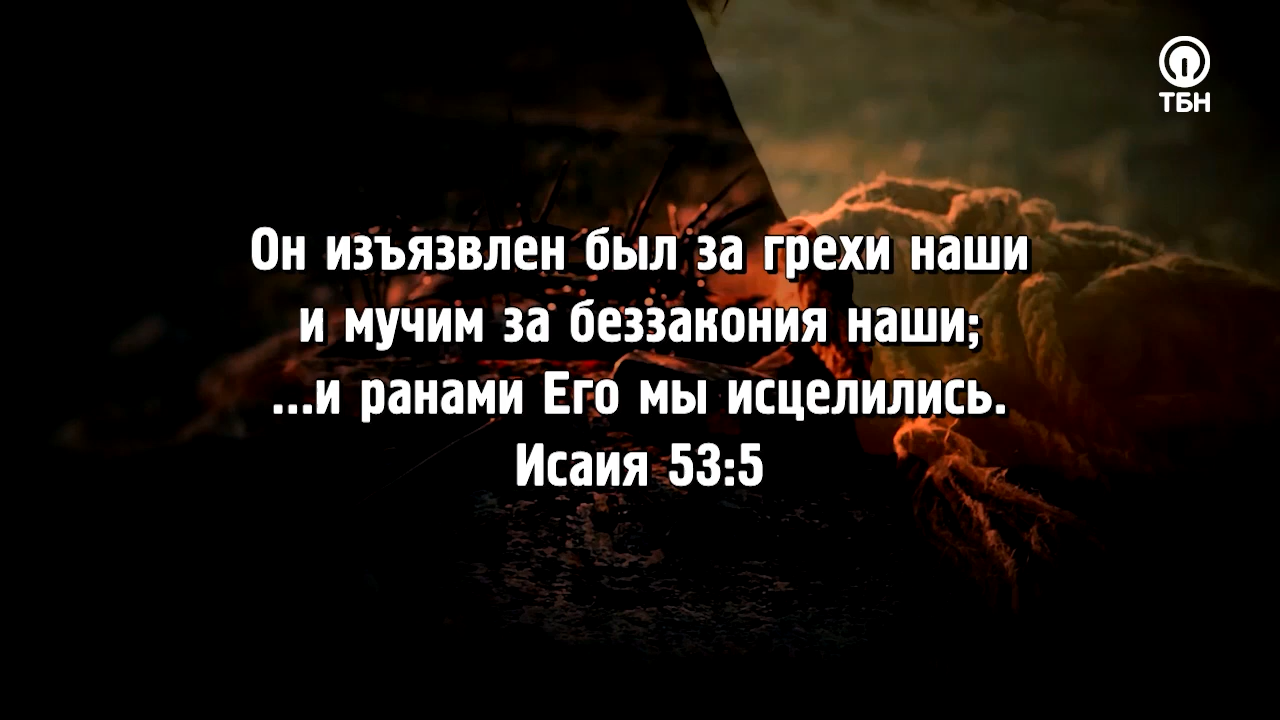 ТБН
Он изъязвлен был за грехи наши
и мучим за беззакония наши;
...и ранами Его мы исцелились.
Исаия 53:5